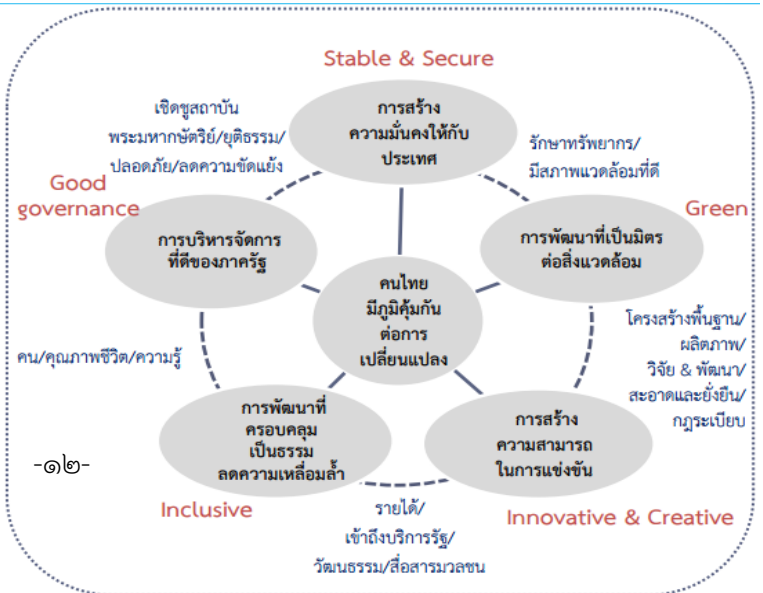 Stable & Secure
การสร้าง
ความมั่นคงให้กับ
ประเทศ
เชิดชูสถาบัน
พระมหากษัตริย์/ยุติธรรม/
ปลอดภัย/ลดความขัดแย้ง
รักษาทรัพยากร/
มีสภาพแวดล้อมที่ดี
Good
governance
Green
การบริหารจัดการ
ที่ดีของภาครัฐ
การพัฒนาที่เป็นมิตร
ต่อสิ่งแวดล้อม
คนไทย
มีภูมิคุ้มกัน
ต่อการ
เปลี่ยนแปลง
คน/คุณภาพชีวิต/ความรู้
โครงสร้างพื้นฐาน/
ผลิตภาพ/
วิจัย & พัฒนา/
สะอาดและยั่งยืน/
กฎระเบียบ
การพัฒนาที่
ครอบคลุม
เป็นธรรม
ลดความเหลื่อมล้ำ
การสร้าง
ความสามารถ
ในการแข่งขัน
-๑๒-
Inclusive
Innovative & Creative
รายได้/
เข้าถึงบริการรัฐ/
วัฒนธรรม/สื่อสารมวลชน